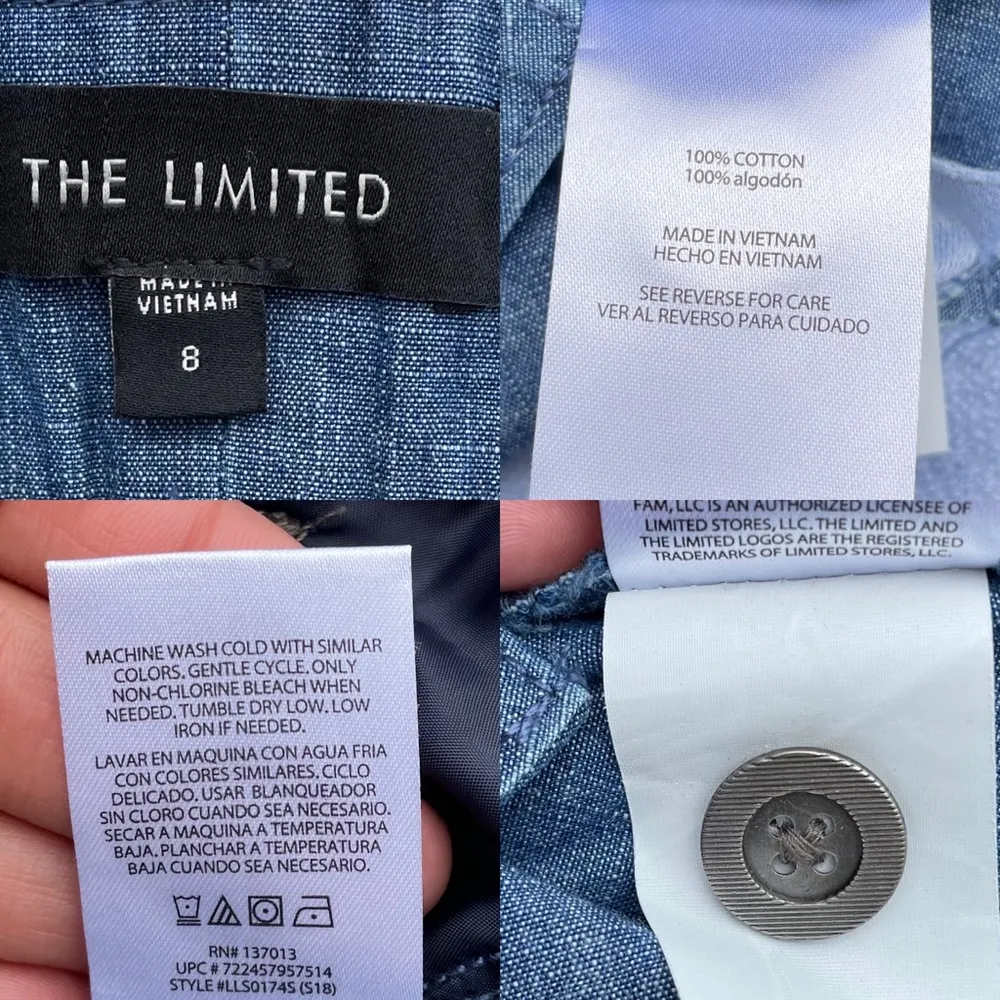 THE LIMITED
MADE IN
VIETNAM
8
100% COTTON
100% algodón
MADE IN VIETNAM
HECHO EN VIETNAM
SEE REVERSE FOR CARE
VER AL REVERSO PARA CUIDADO
MACHINE WASH COLD WITH SIMILAR
COLORS. GENTLE CYCLE. ONLY
NON-CHLORINE BLEACH WHEN
NEEDED. TUMBLE DRY LOW. LOW
IRON IF NEEDED.
LAVAR EN MAQUINA CON AGUA FRIA
CON COLORES SIMILARES. CICLO
DELICADO. USAR BLANQUEADOR
SIN CLORO CUANDO SEA NECESARIO.
SECAR A MAQUINA A TEMPERATURA
BAJA. PLANCHAR A TEMPERATURA
BAJA CUANDO SEA NECESARIO.
RN# 137013
UPC # 722457957514
STYLE #LLS0174S (S18)
FAM, LLC IS AN AUTHORIZED LICENSEE OF
LIMITED STORES, LLC. THE LIMITED AND
THE LIMITED LOGOS ARE THE REGISTERED
TRADEMARKS OF LIMITED STORES, LLC.